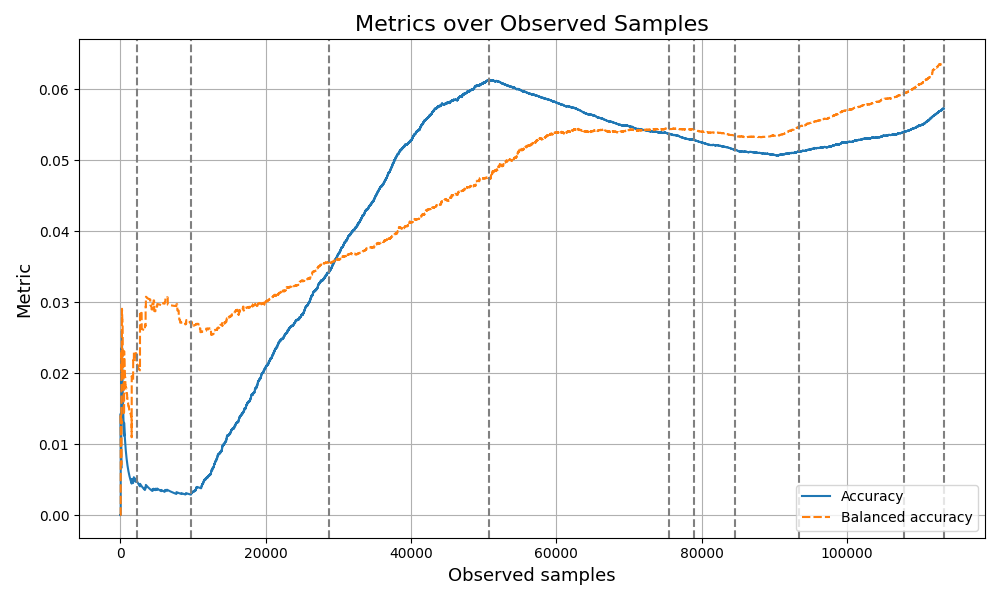 Metrics over Observed Samples
Metric
0.06
0.05
0.04
0.03
0.02
0.01
0.00
0
20000
40000
60000
80000
100000
Observed samples
Accuracy
Balanced accuracy